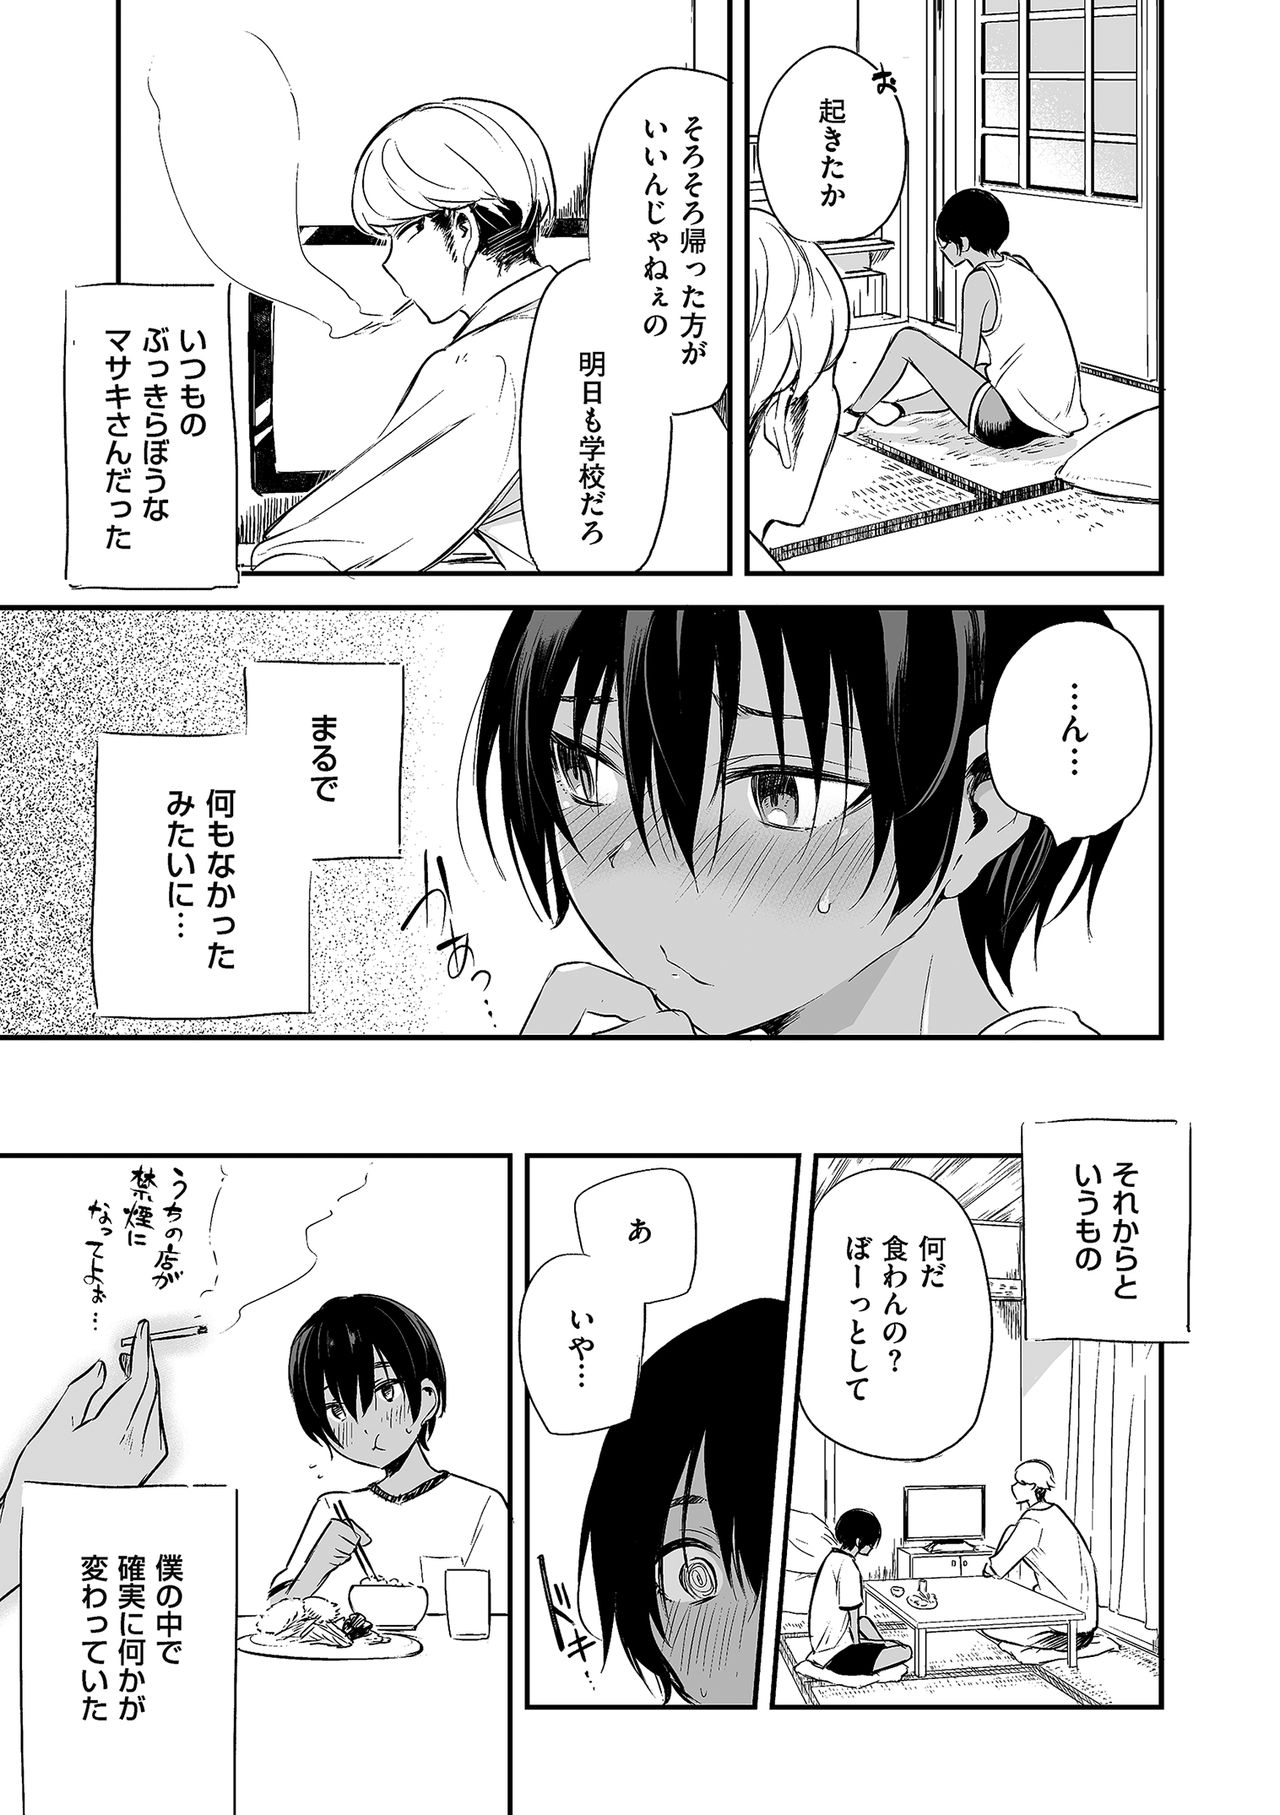 お
起きたか
そろそろ帰った方が
いいんじゃねぇの
明日も学校だろ
いつもの
ぶっきらぼうな
マサキさんだった
…ん…
まるで
何もなかった
みたいに…
かあっ…
それからと
いうもの
何だ
食わんの？
ぼーっとして
あ
いや…
ドキ
うちの店が
禁煙に
なってよぉ…
僕の中で
確実に何かが
変わっていた